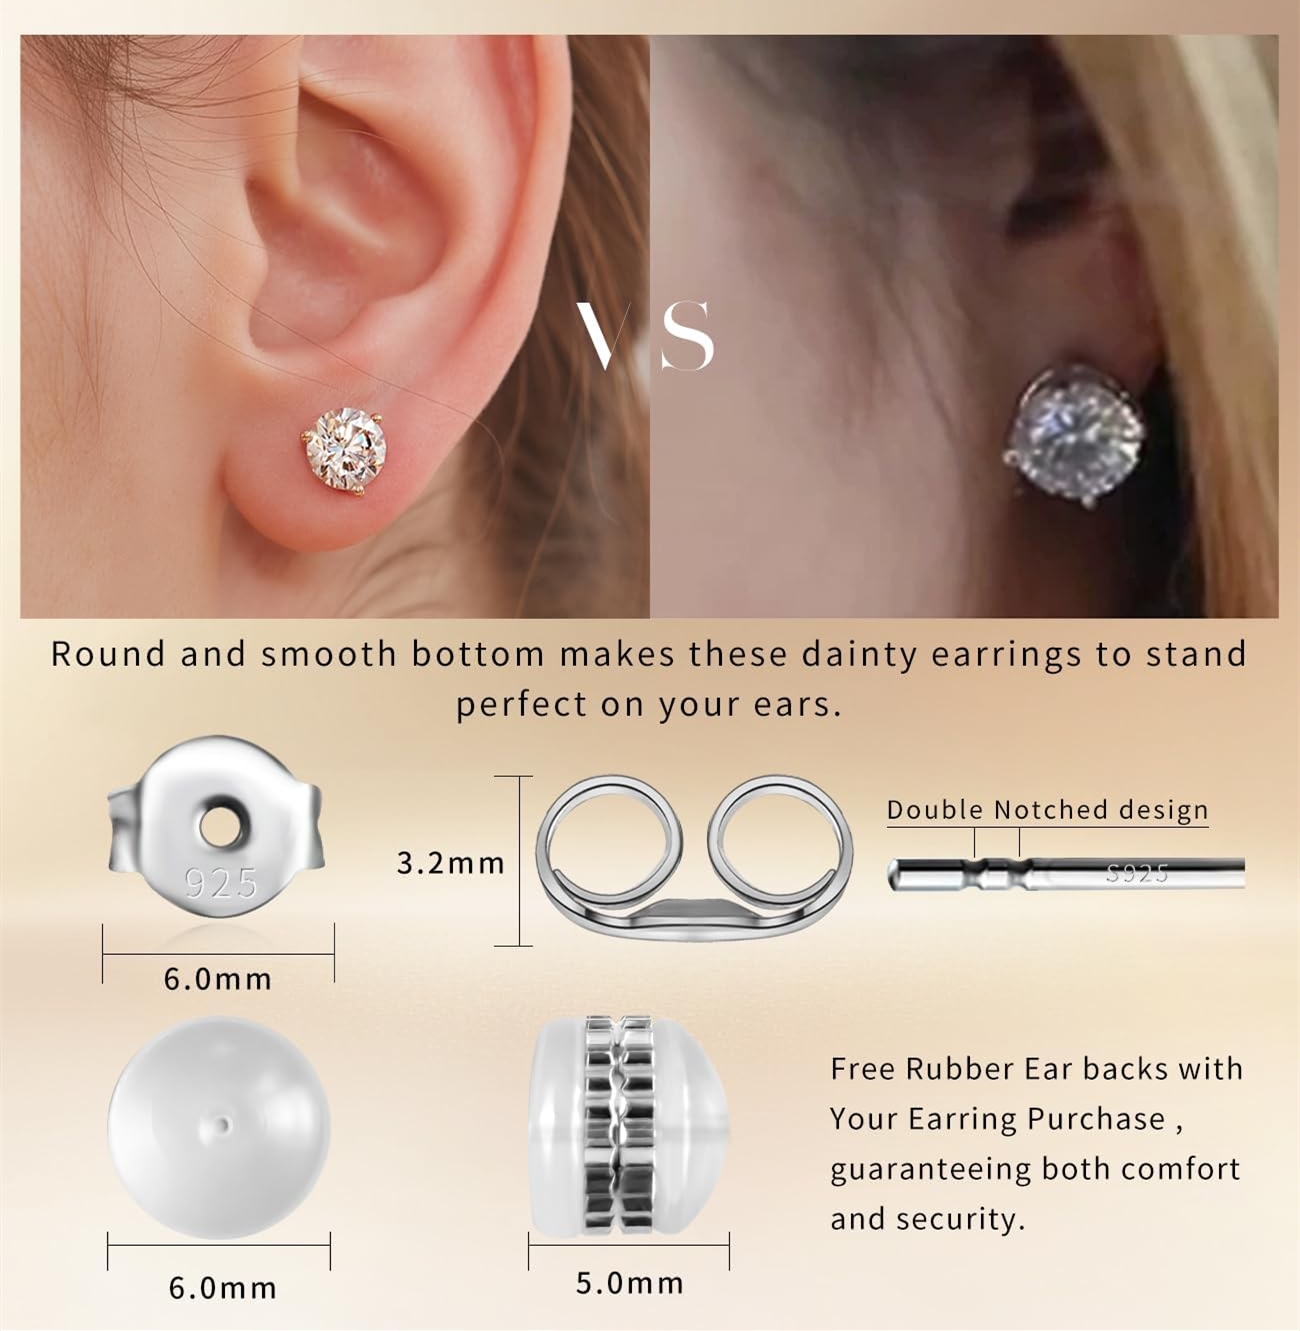 VS
Round and smooth bottom makes these dainty earrings to stand
perfect on your ears.
925
3.2mm
Double Notched design
S925
6.0mm
Free Rubber Ear backs with
Your Earring Purchase ,
guaranteeing both comfort
and security.
6.0mm
5.0mm